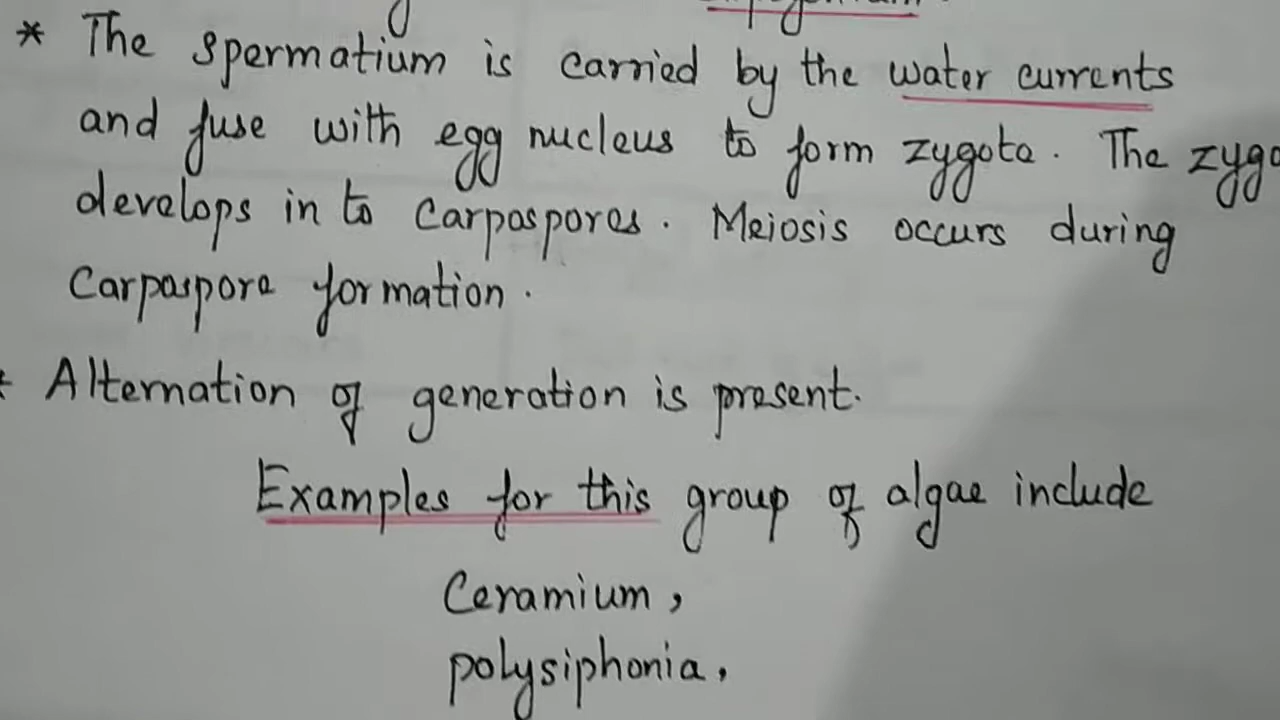 * The spermatium is carried by the water currents
and fuse with egg nucleus to form zygote. The zygo
develops in to Carpospores. Meiosis occurs during
Carpospore formation.
* Alternation of generation is present.
Examples for this group of algae include
Ceramium,
polysiphonia,